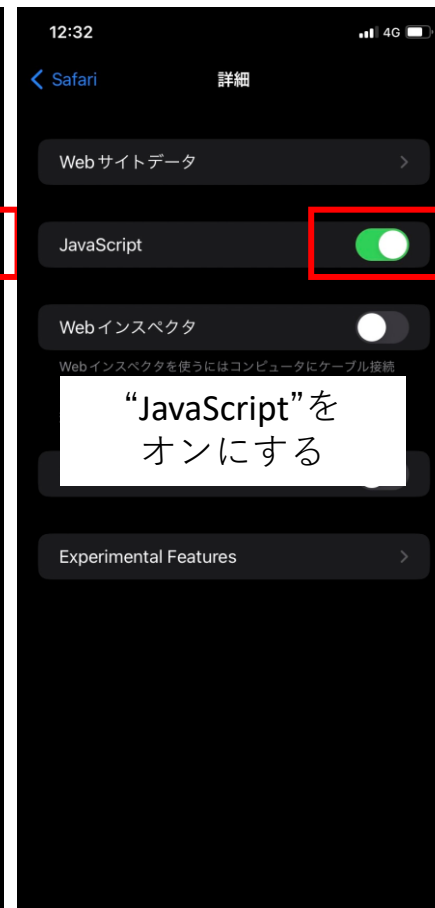 12:32
4G
Safari
詳細
Webサイトデータ
JavaScript
Webインスペクタ
Webインスペクタを使うにはコンピュータにケーブル接続
“JavaScript”を
オンにする
Experimental Features